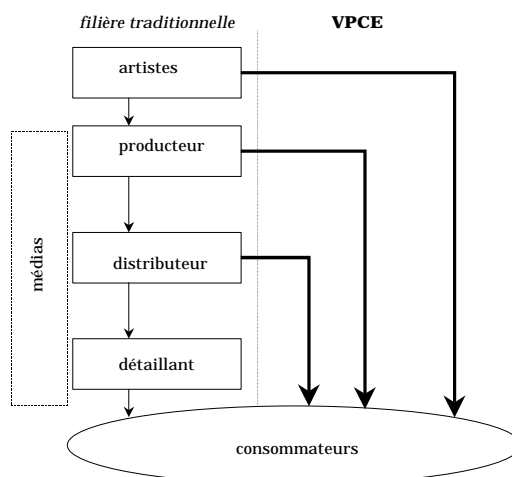 filière traditionnelle
VPCE
artistes
producteur
médias
distributeur
détaillant
consommateurs